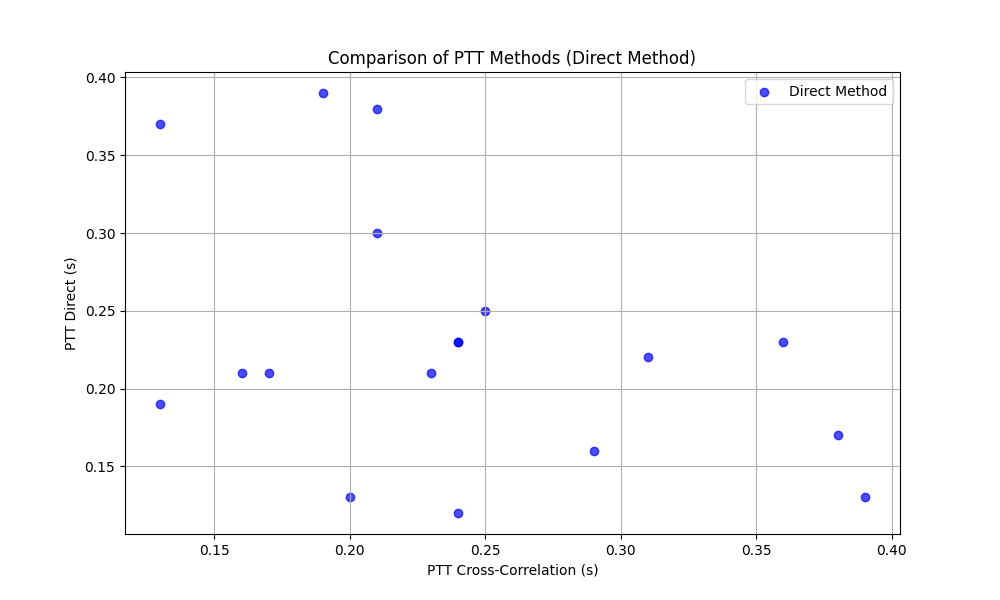 Comparison of PTT Methods (Direct Method)
Direct Method
PTT Direct (s)
0.40
0.35
0.30
0.25
0.20
0.15
0.15 0.20 0.25 0.30 0.35 0.40
PTT Cross-Correlation (s)